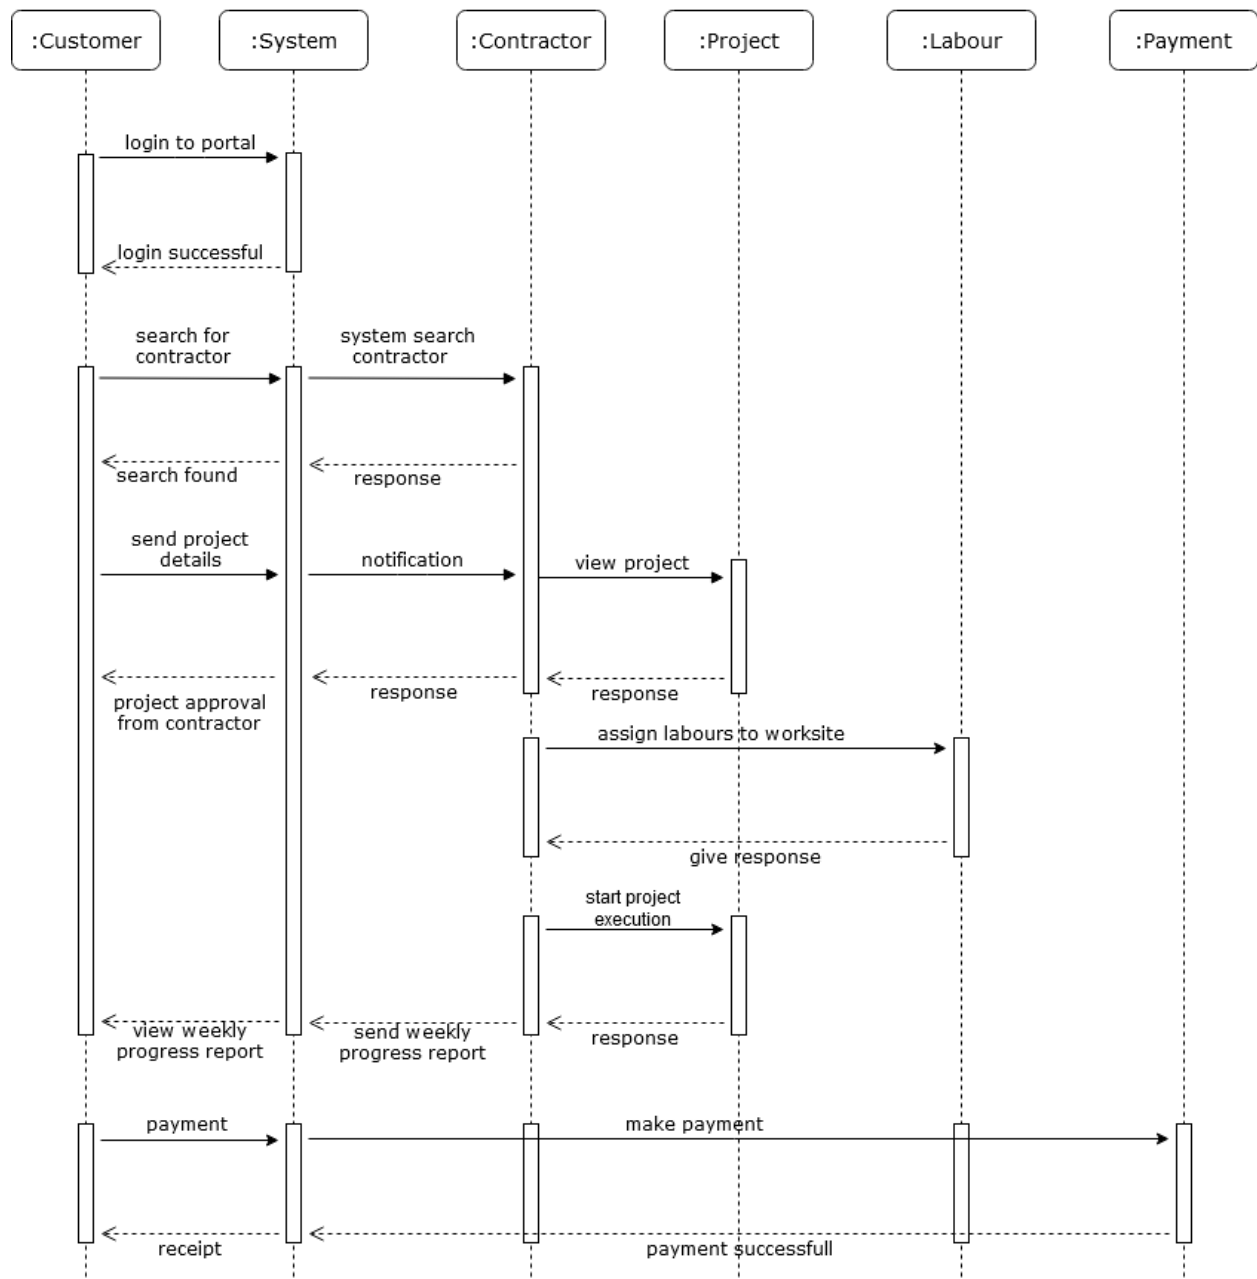 :Customer
:System
:Contractor
:Project
:Labour
:Payment
login to portal
login successful
search for
contractor
system search
contractor
search found
response
send project
details
notification
view project
project approval
from contractor
response
response
assign labours to worksite
give response
start project
execution
view weekly
progress report
send weekly
progress report
response
payment
make payment
receipt
payment successfull